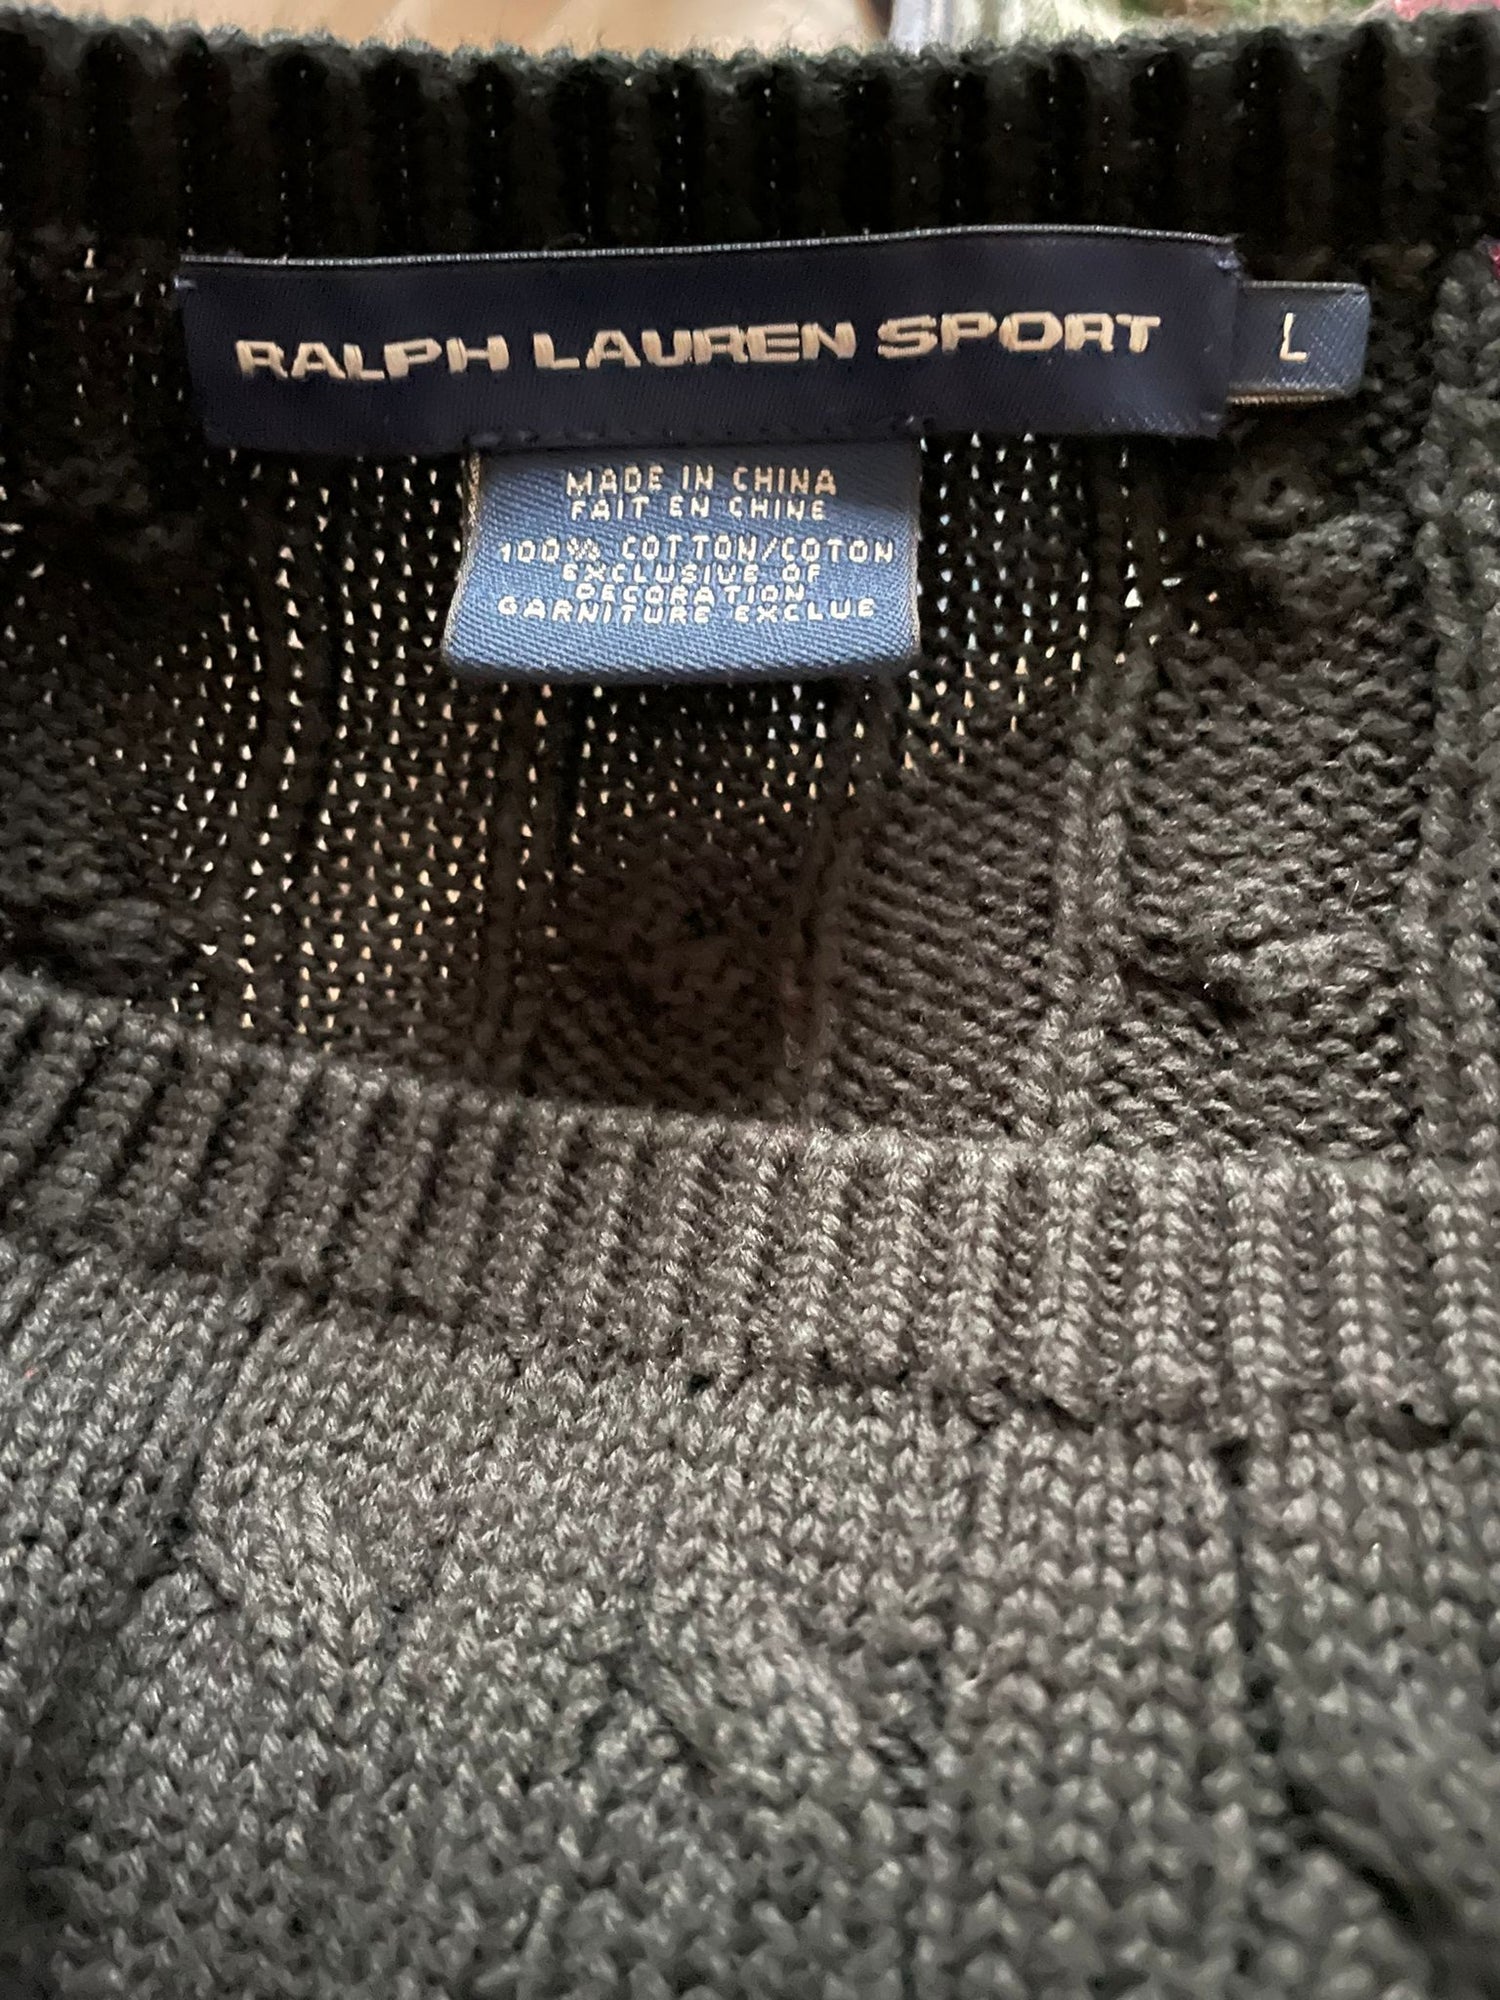 RALPH LAUREN SPORT
L
MADE IN CHINA
FAIT EN CHINE
100% COTTON/COTON
EXCLUSIVE OF
DECORATION
GARNITURE EXCLUE